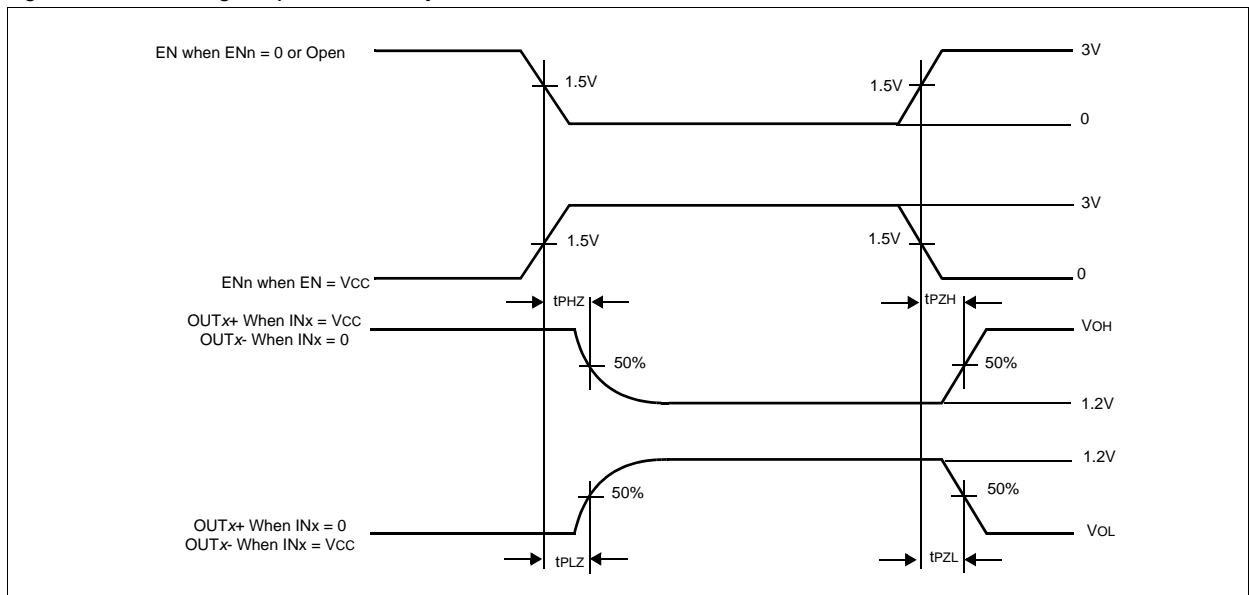 EN when ENn = 0 or Open
3V
1.5V
1.5V
0
3V
1.5V
1.5V
ENn when EN = VCC
0
tPHZ
tPZH
OUTx+ When INx = VCC
OUTx- When INx = 0
VOH
50%
50%
1.2V
1.2V
50%
50%
OUTx+ When INx = 0
OUTx- When INx = VCC
VOL
tPLZ
tPZL